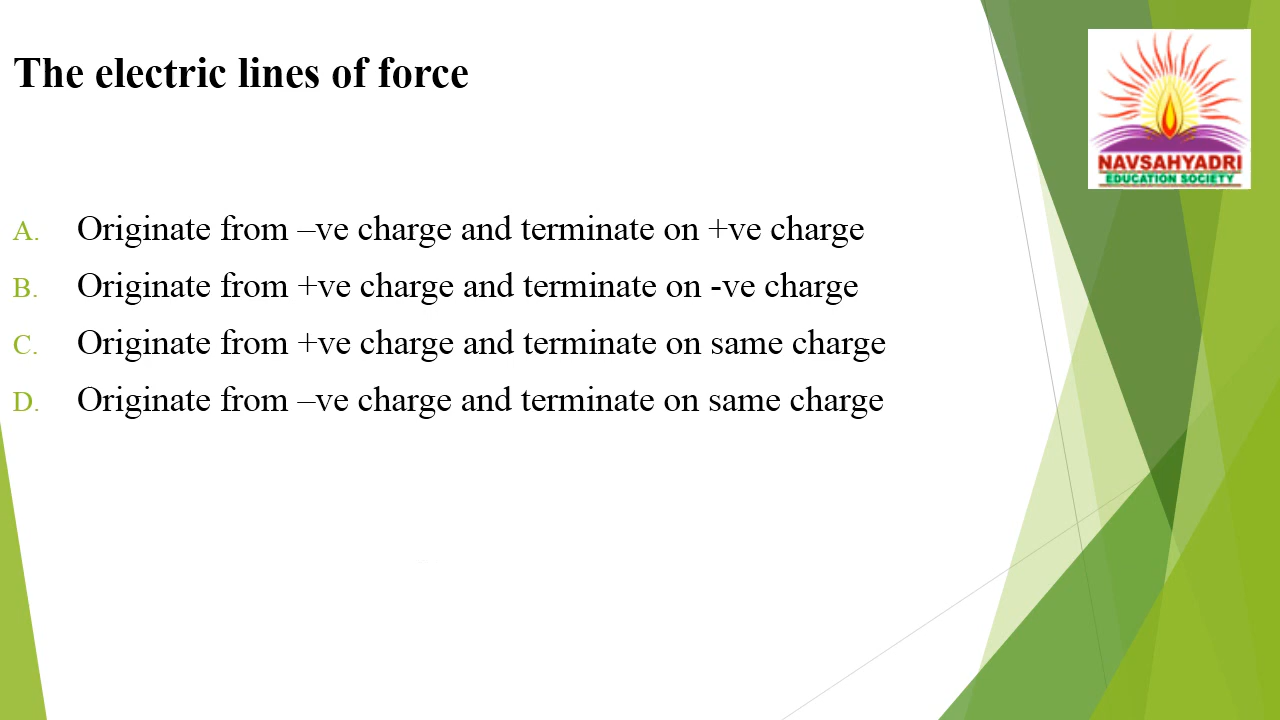 The electric lines of force
NAVSAHYADRI
EDUCATION SOCIETY
A. Originate from –ve charge and terminate on +ve charge
B. Originate from +ve charge and terminate on -ve charge
C. Originate from +ve charge and terminate on same charge
D. Originate from –ve charge and terminate on same charge